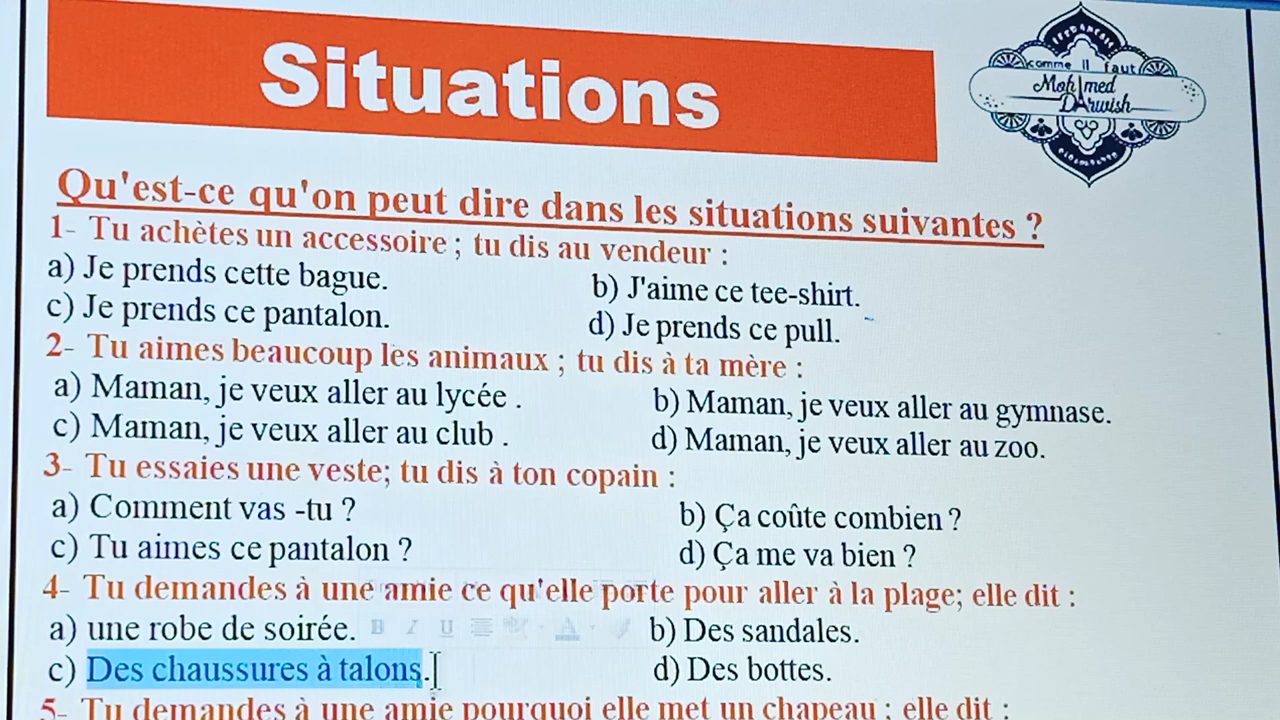 Situations
comme il faut
Mohamed
Darwish
Qu'est-ce qu'on peut dire dans les situations suivantes ?
1- Tu achètes un accessoire ; tu dis au vendeur :
a) Je prends cette bague. b) J'aime ce tee-shirt.
c) Je prends ce pantalon. d) Je prends ce pull.
2- Tu aimes beaucoup les animaux ; tu dis à ta mère :
a) Maman, je veux aller au lycée . b) Maman, je veux aller au gymnase.
c) Maman, je veux aller au club . d) Maman, je veux aller au zoo.
3- Tu essaies une veste; tu dis à ton copain :
a) Comment vas -tu ? b) Ça coûte combien ?
c) Tu aimes ce pantalon ? d) Ça me va bien ?
4- Tu demandes à une amie ce qu'elle porte pour aller à la plage; elle dit :
a) une robe de soirée. b) Des sandales.
c) Des chaussures à talons. d) Des bottes.
5- Tu demandes à une amie pourquoi elle met un chapeau ; elle dit :